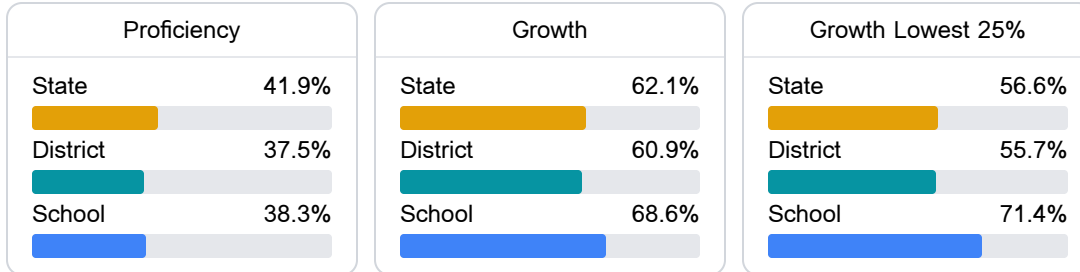 Proficiency
State 41.9%
District 37.5%
School 38.3%
Growth
State 62.1%
District 60.9%
School 68.6%
Growth Lowest 25%
State 56.6%
District 55.7%
School 71.4%